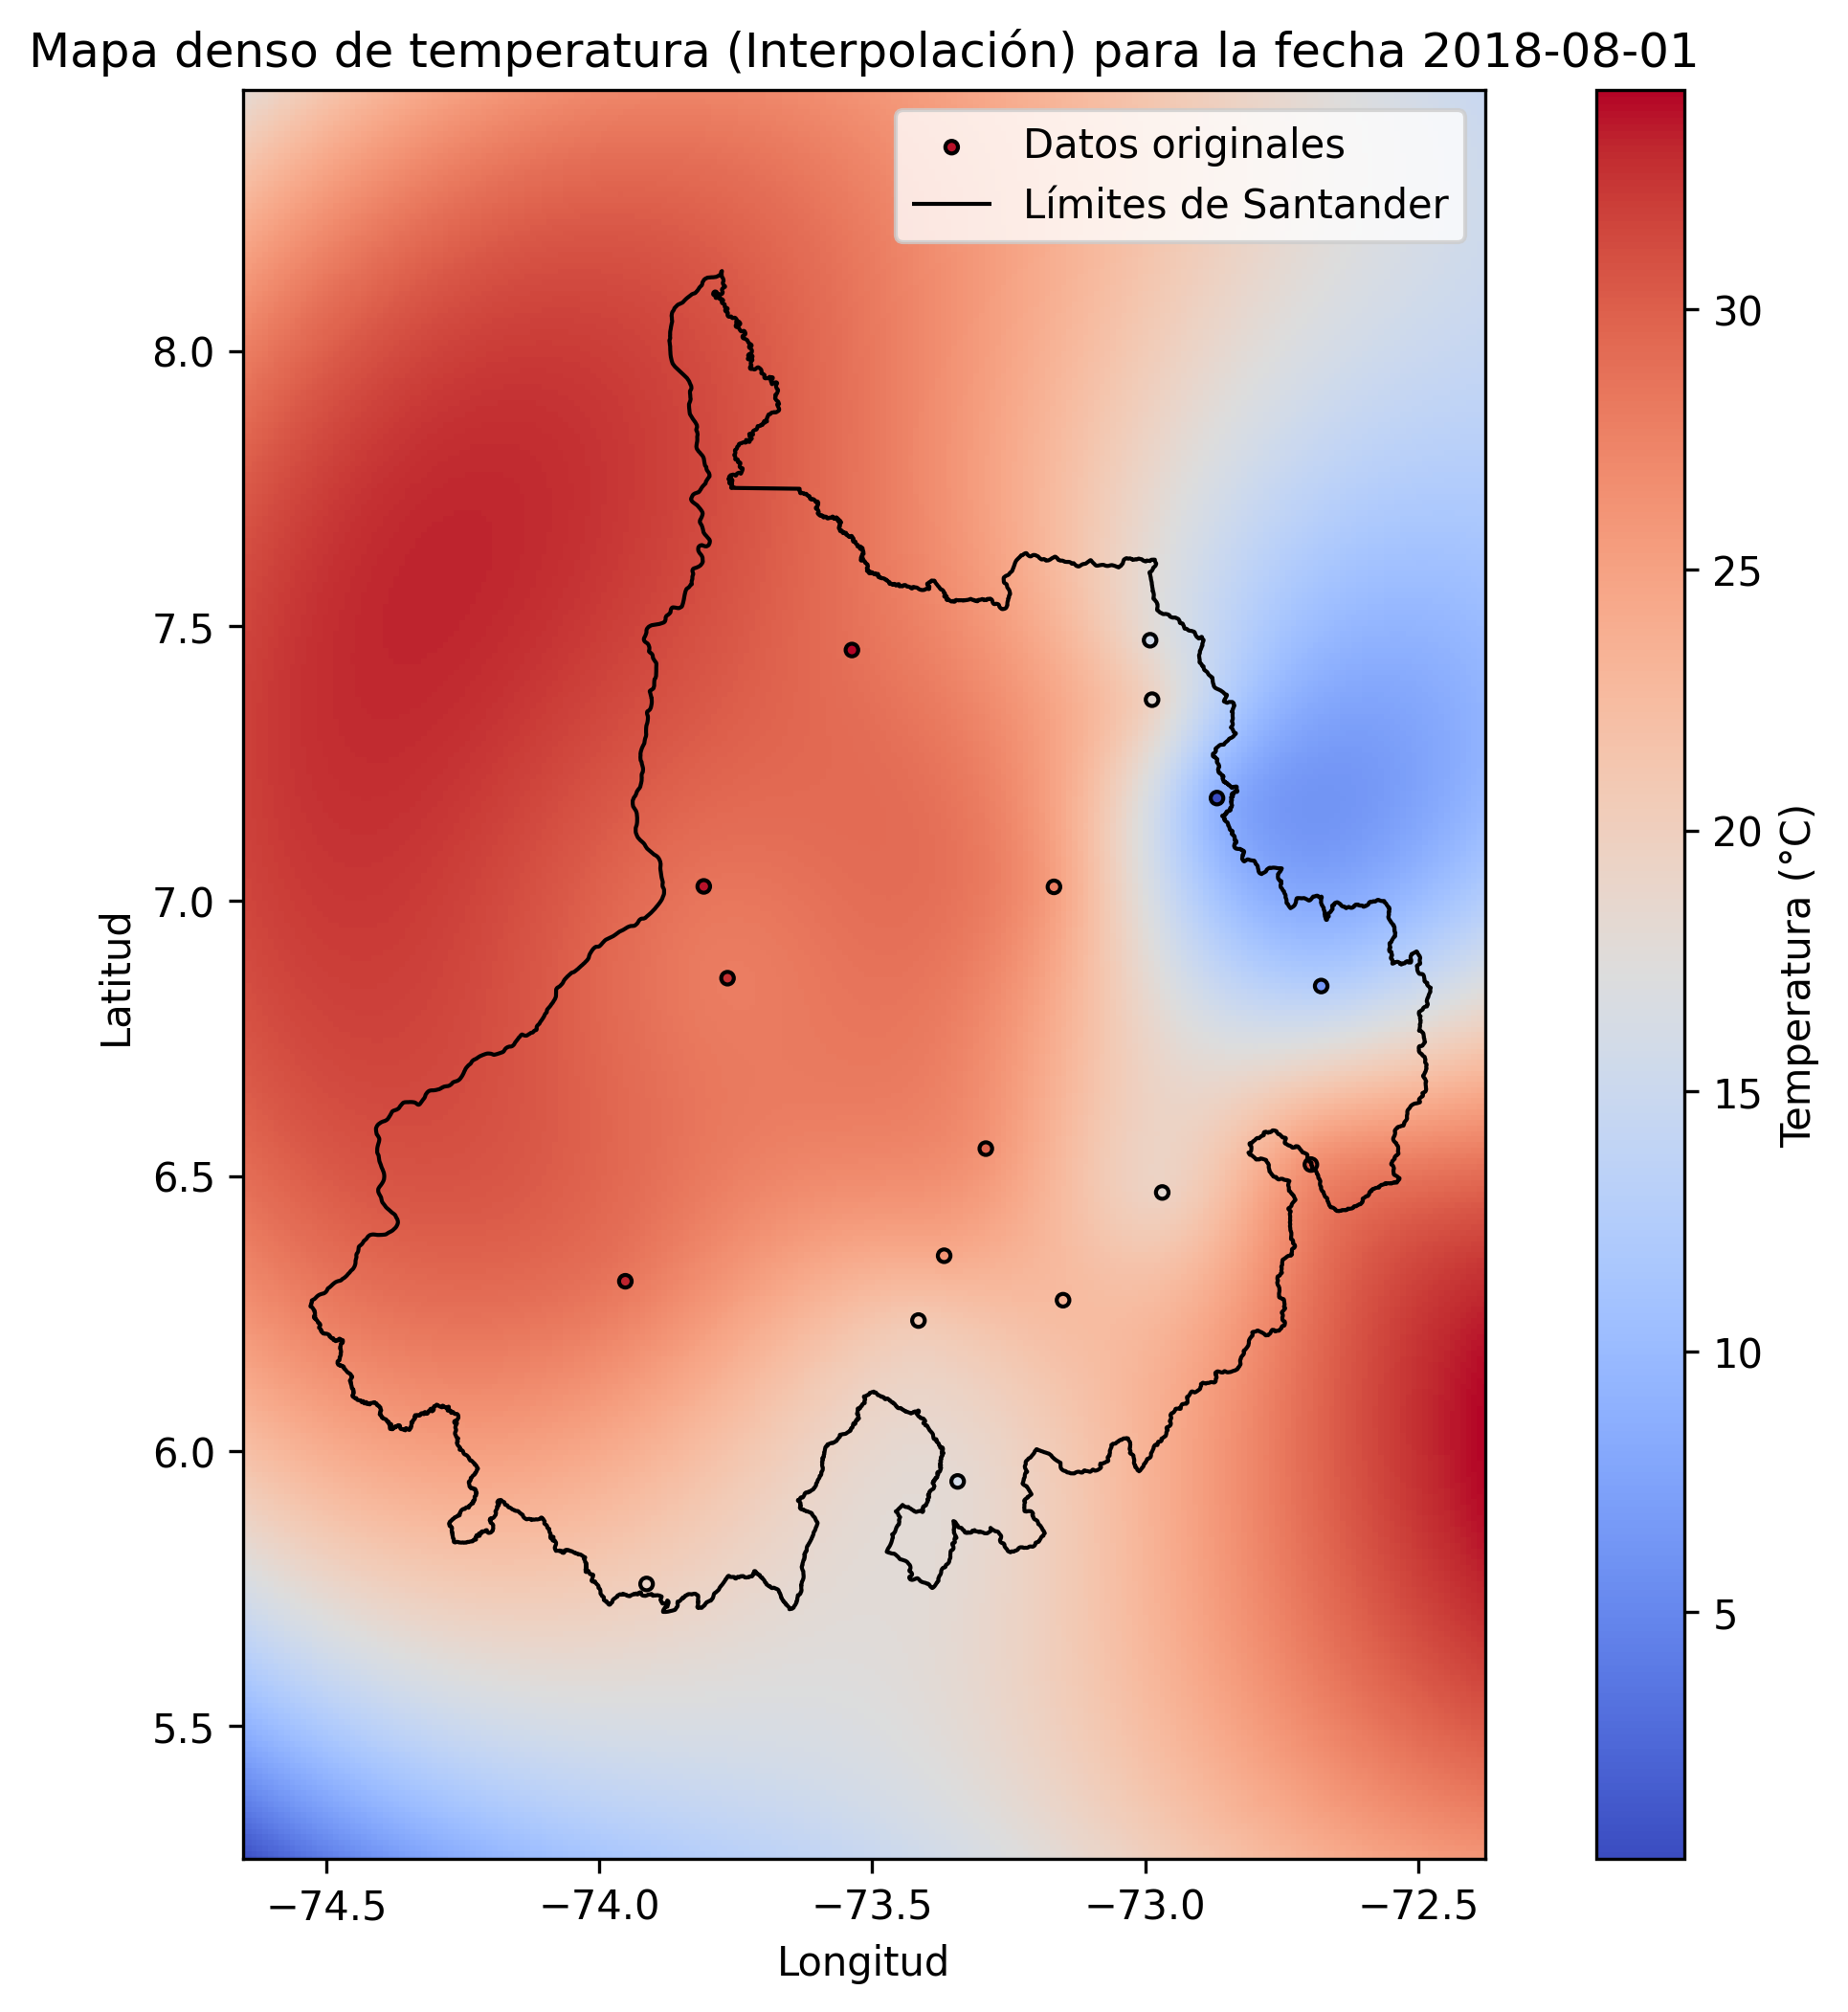 Mapa denso de temperatura (Interpolación) para la fecha 2018-08-01
Datos originales
Límites de Santander
8.0
7.5
7.0
6.5
6.0
5.5
Latitud
−74.5
−74.0
−73.5
−73.0
−72.5
Longitud
30
25
20
15
10
5
Temperatura (°C)